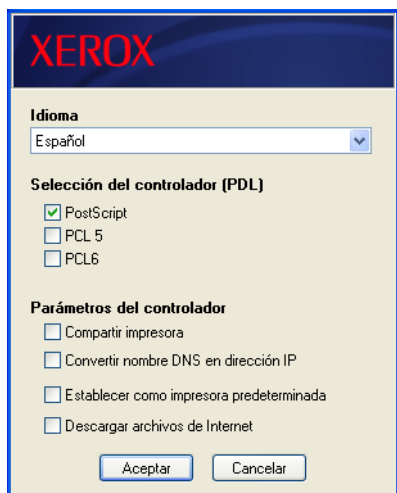 XEROX
Idioma
Español
Selección del controlador (PDL)
PostScript
PCL 5
PCL6
Parámetros del controlador
Compartir impresora
Convertir nombre DNS en dirección IP
Establecer como impresora predeterminada
Descargar archivos de Internet
Aceptar Cancelar